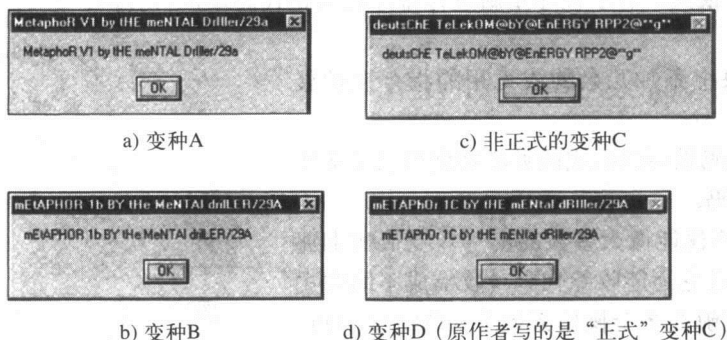 MetaphoR V1 by tHE meNTAL Driller/29a
MetaphoR V1 by tHE meNTAL Driller/29a
OK
a) 变种A
deutsChE TeLekOM@bY@EnERGY RPP2@**g**
deutsChE TeLekOM@bY@EnERGY RPP2@**g**
OK
c) 非正式的变种C
mEtAPHOR 1b BY tHe MeNTAl drilLER/29A
mEtAPHOR 1b BY tHe MeNTAl drilLER/29A
OK
b) 变种B
mETAPhOr 1C bY tHE mENtal dRIller/29A
mETAPhOr 1C bY tHE mENtal dRIller/29A
OK
d) 变种D（原作者写的是“正式”变种C）